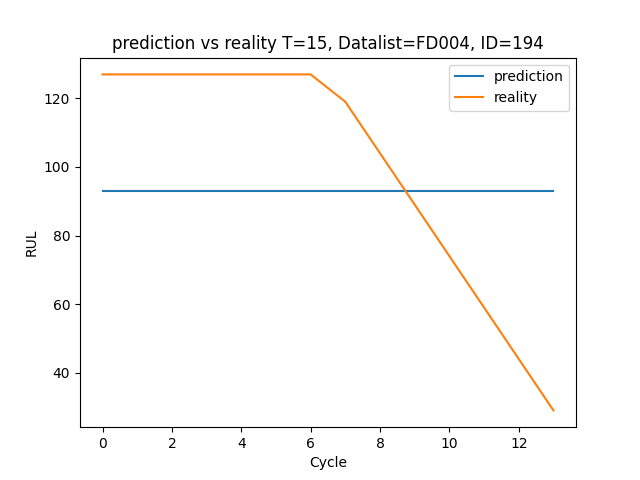 prediction vs reality T=15, Datalist=FD004, ID=194
prediction
reality
120
100
80
60
40
RUL
0 2 4 6 8 10 12
Cycle